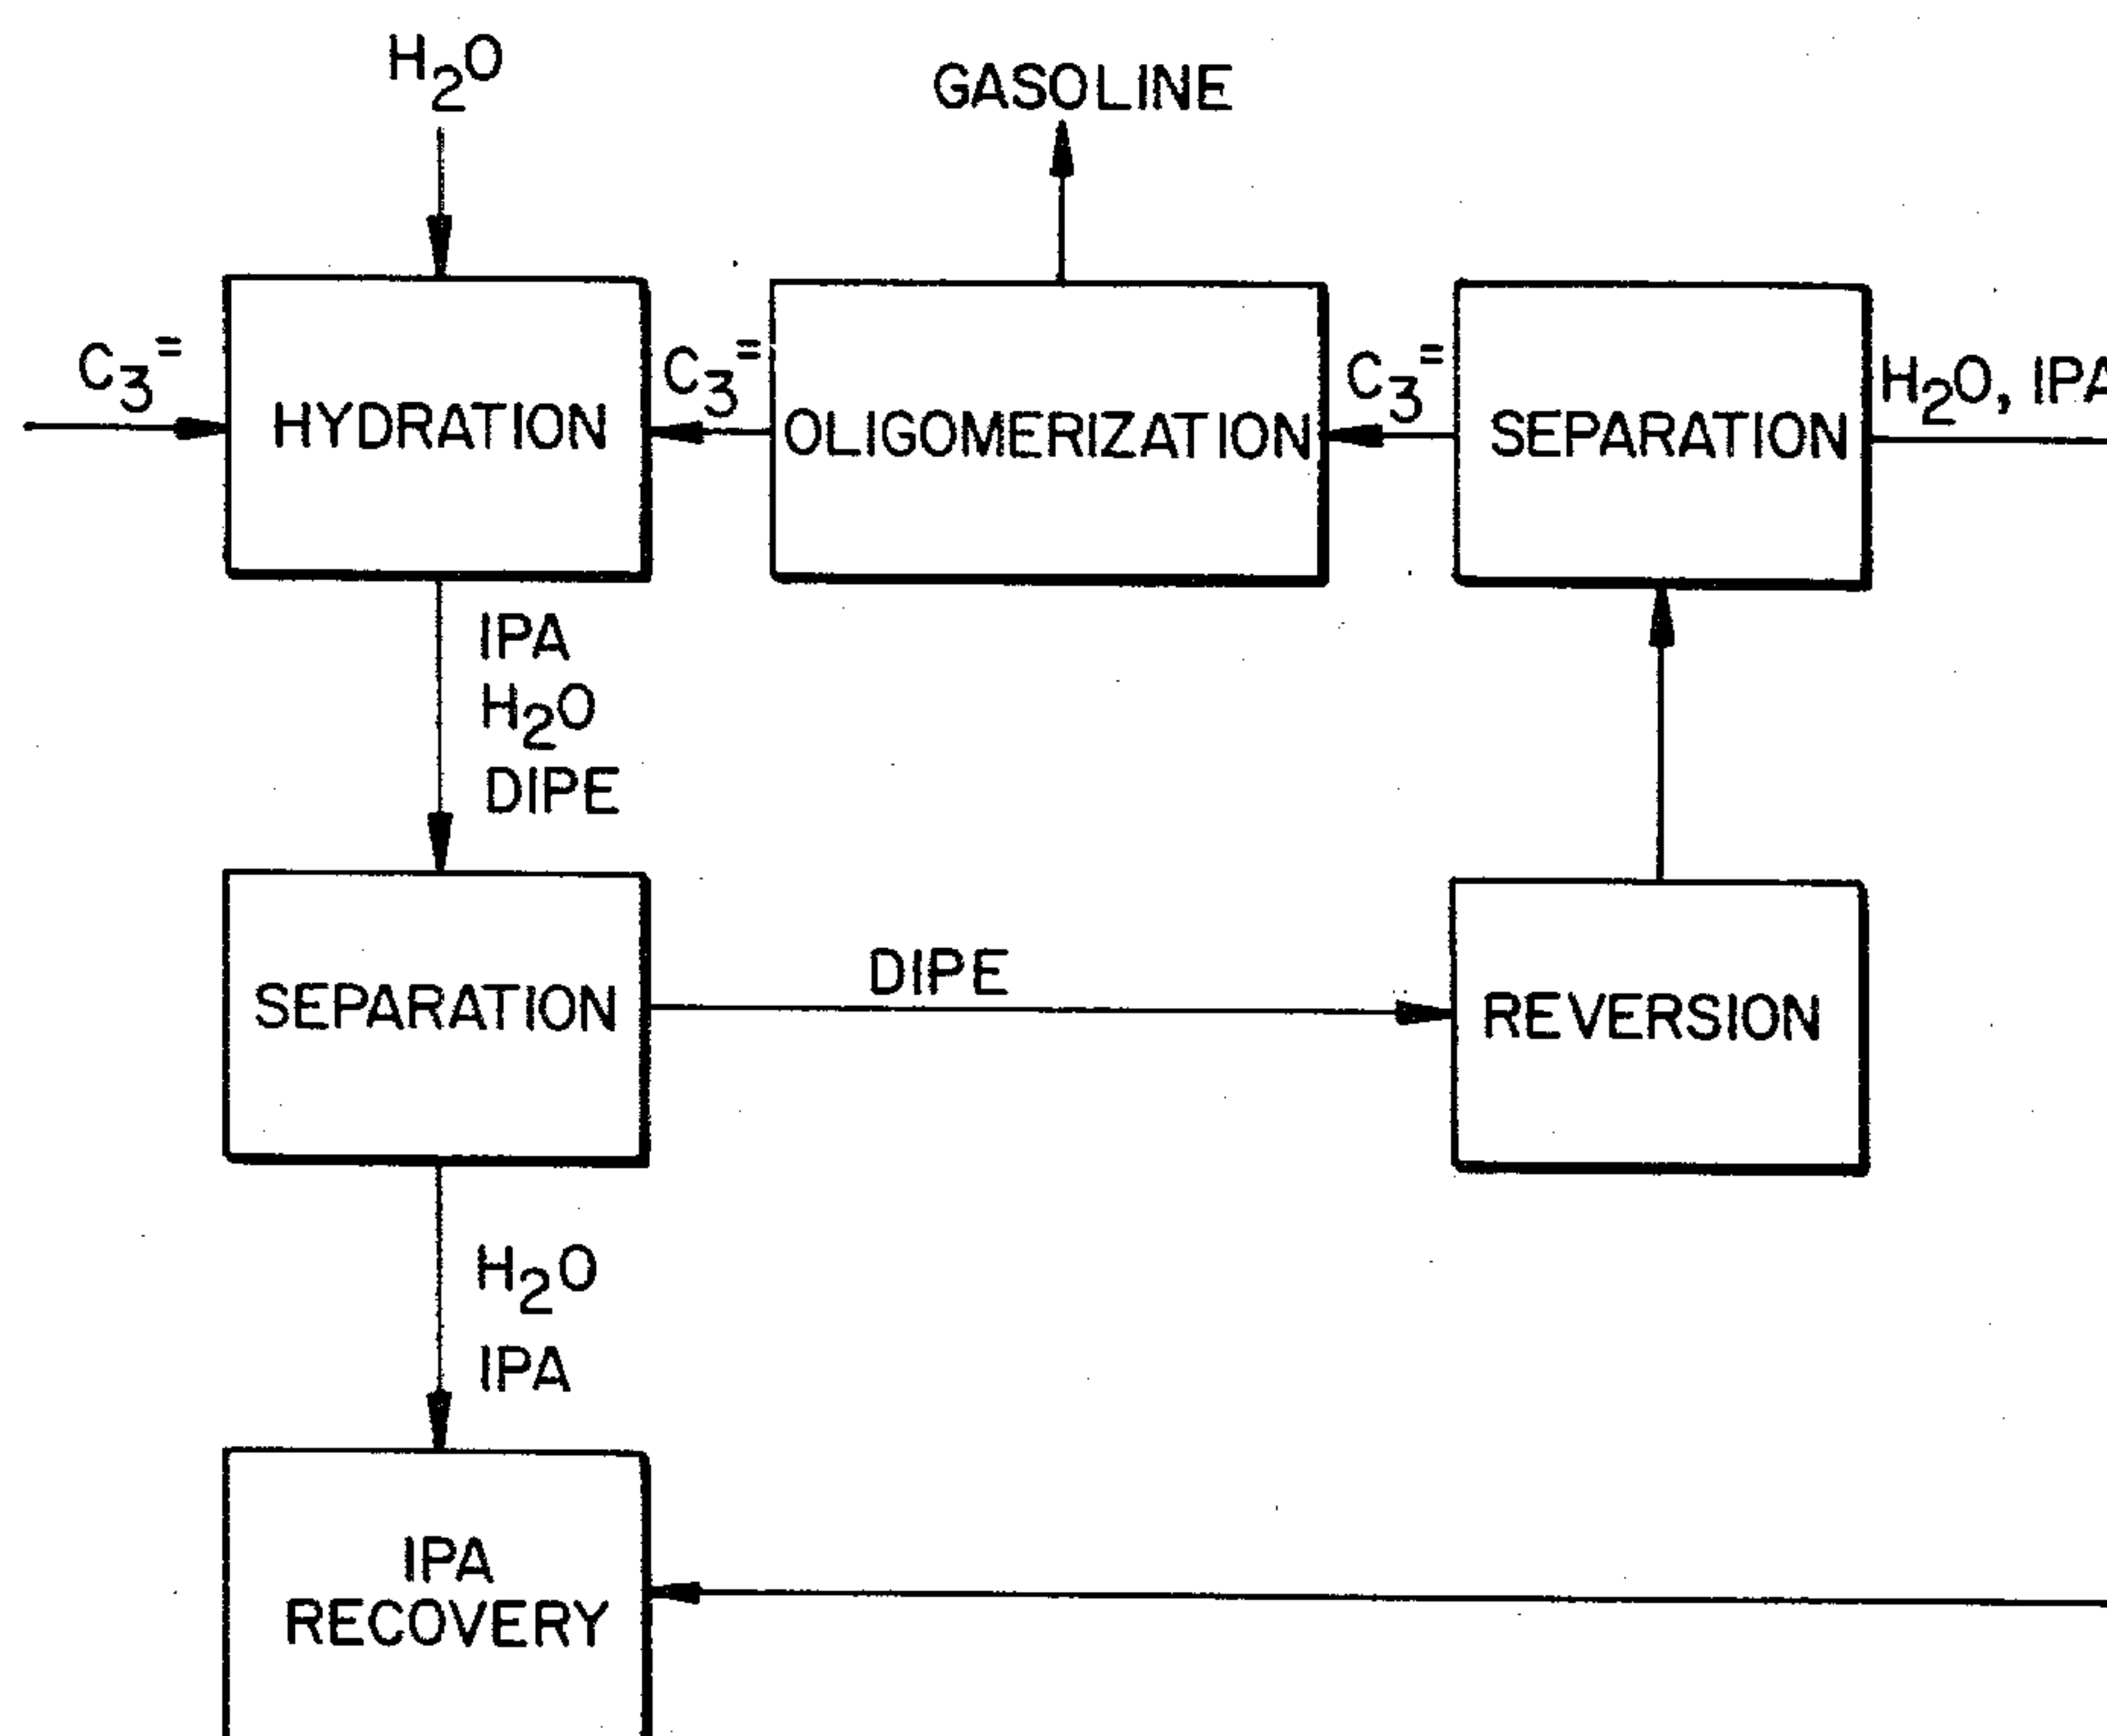 H2O
GASOLINE
C3=
HYDRATION
C3=
OLIGOMERIZATION
C3=
SEPARATION
H2O, IPA
IPA
H2O
DIPE
SEPARATION
DIPE
REVERSION
H2O
IPA
IPA
RECOVERY